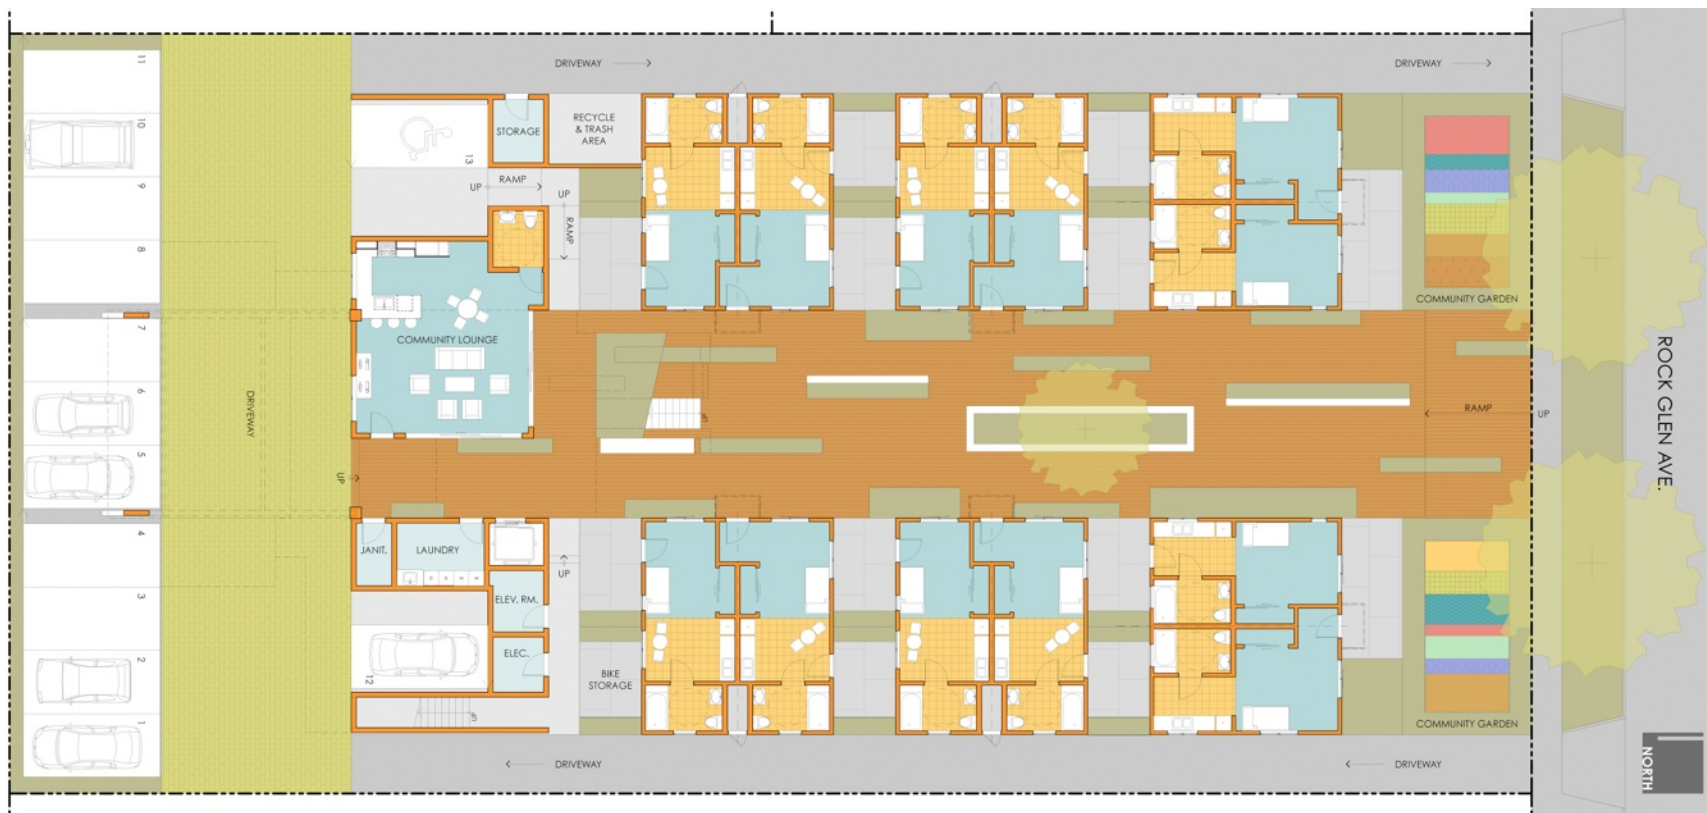 DRIVEWAY
DRIVEWAY
11
10
9
8
7
6
5
4
3
2
1
13
STORAGE
RECYCLE
& TRASH
AREA
UP
RAMP
UP
RAMP
COMMUNITY LOUNGE
DRIVEWAY
UP
UP
RAMP
UP
COMMUNITY GARDEN
ROCK GLEN AVE.
JANIT.
LAUNDRY
UP
ELEV. RM.
ELEC.
12
UP
BIKE
STORAGE
COMMUNITY GARDEN
DRIVEWAY
DRIVEWAY
NORTH